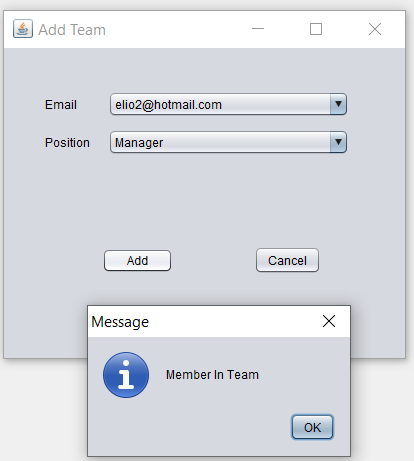 Add Team
Email elio2@hotmail.com
Position Manager
Add Cancel
Message
Member In Team
OK